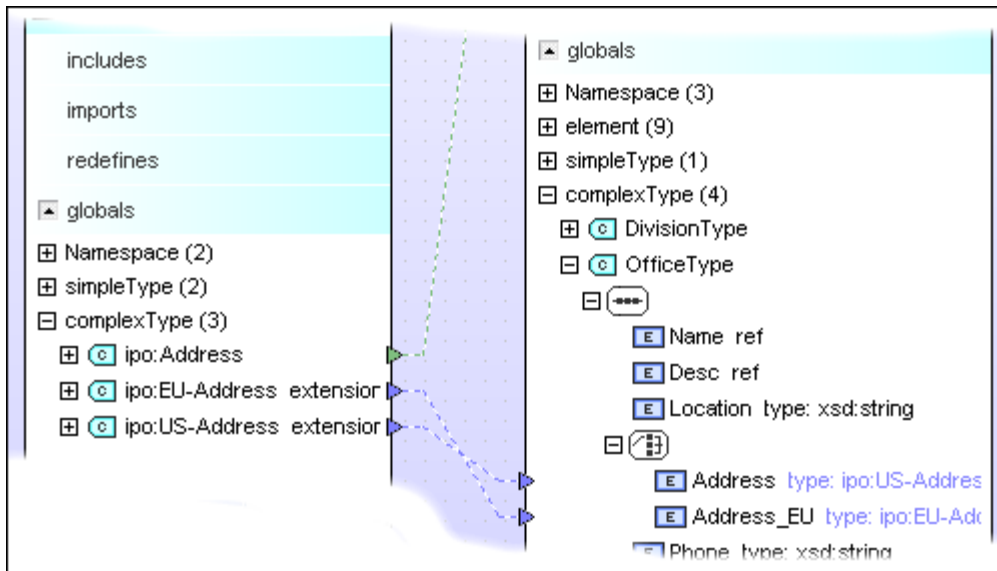 includes
imports
redefines
globals
Namespace (2)
simpleType (2)
complexType (3)
C ipo:Address
C ipo:EU-Address extension
C ipo:US-Address extension
globals
Namespace (3)
element (9)
simpleType (1)
complexType (4)
C DivisionType
C OfficeType
E Name ref
E Desc ref
E Location type: xsd:string
E Address type: ipo:US-Addres
E Address_EU type: ipo:EU-Add
E Phone type: xsd:string